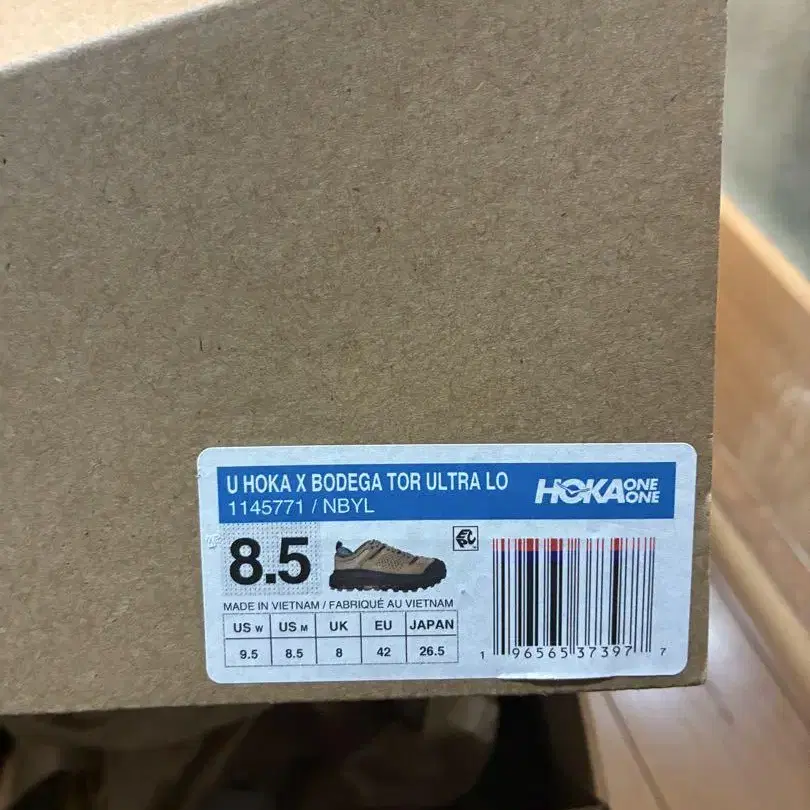 U HOKA X BODEGA TOR ULTRA LO
1145771 / NBYL
HOKA ONE ONE
8.5
MADE IN VIETNAM / FABRIQUÉ AU VIETNAM
US W US M UK EU JAPAN
9.5 8.5 8 42 26.5
1 96565 37397 7